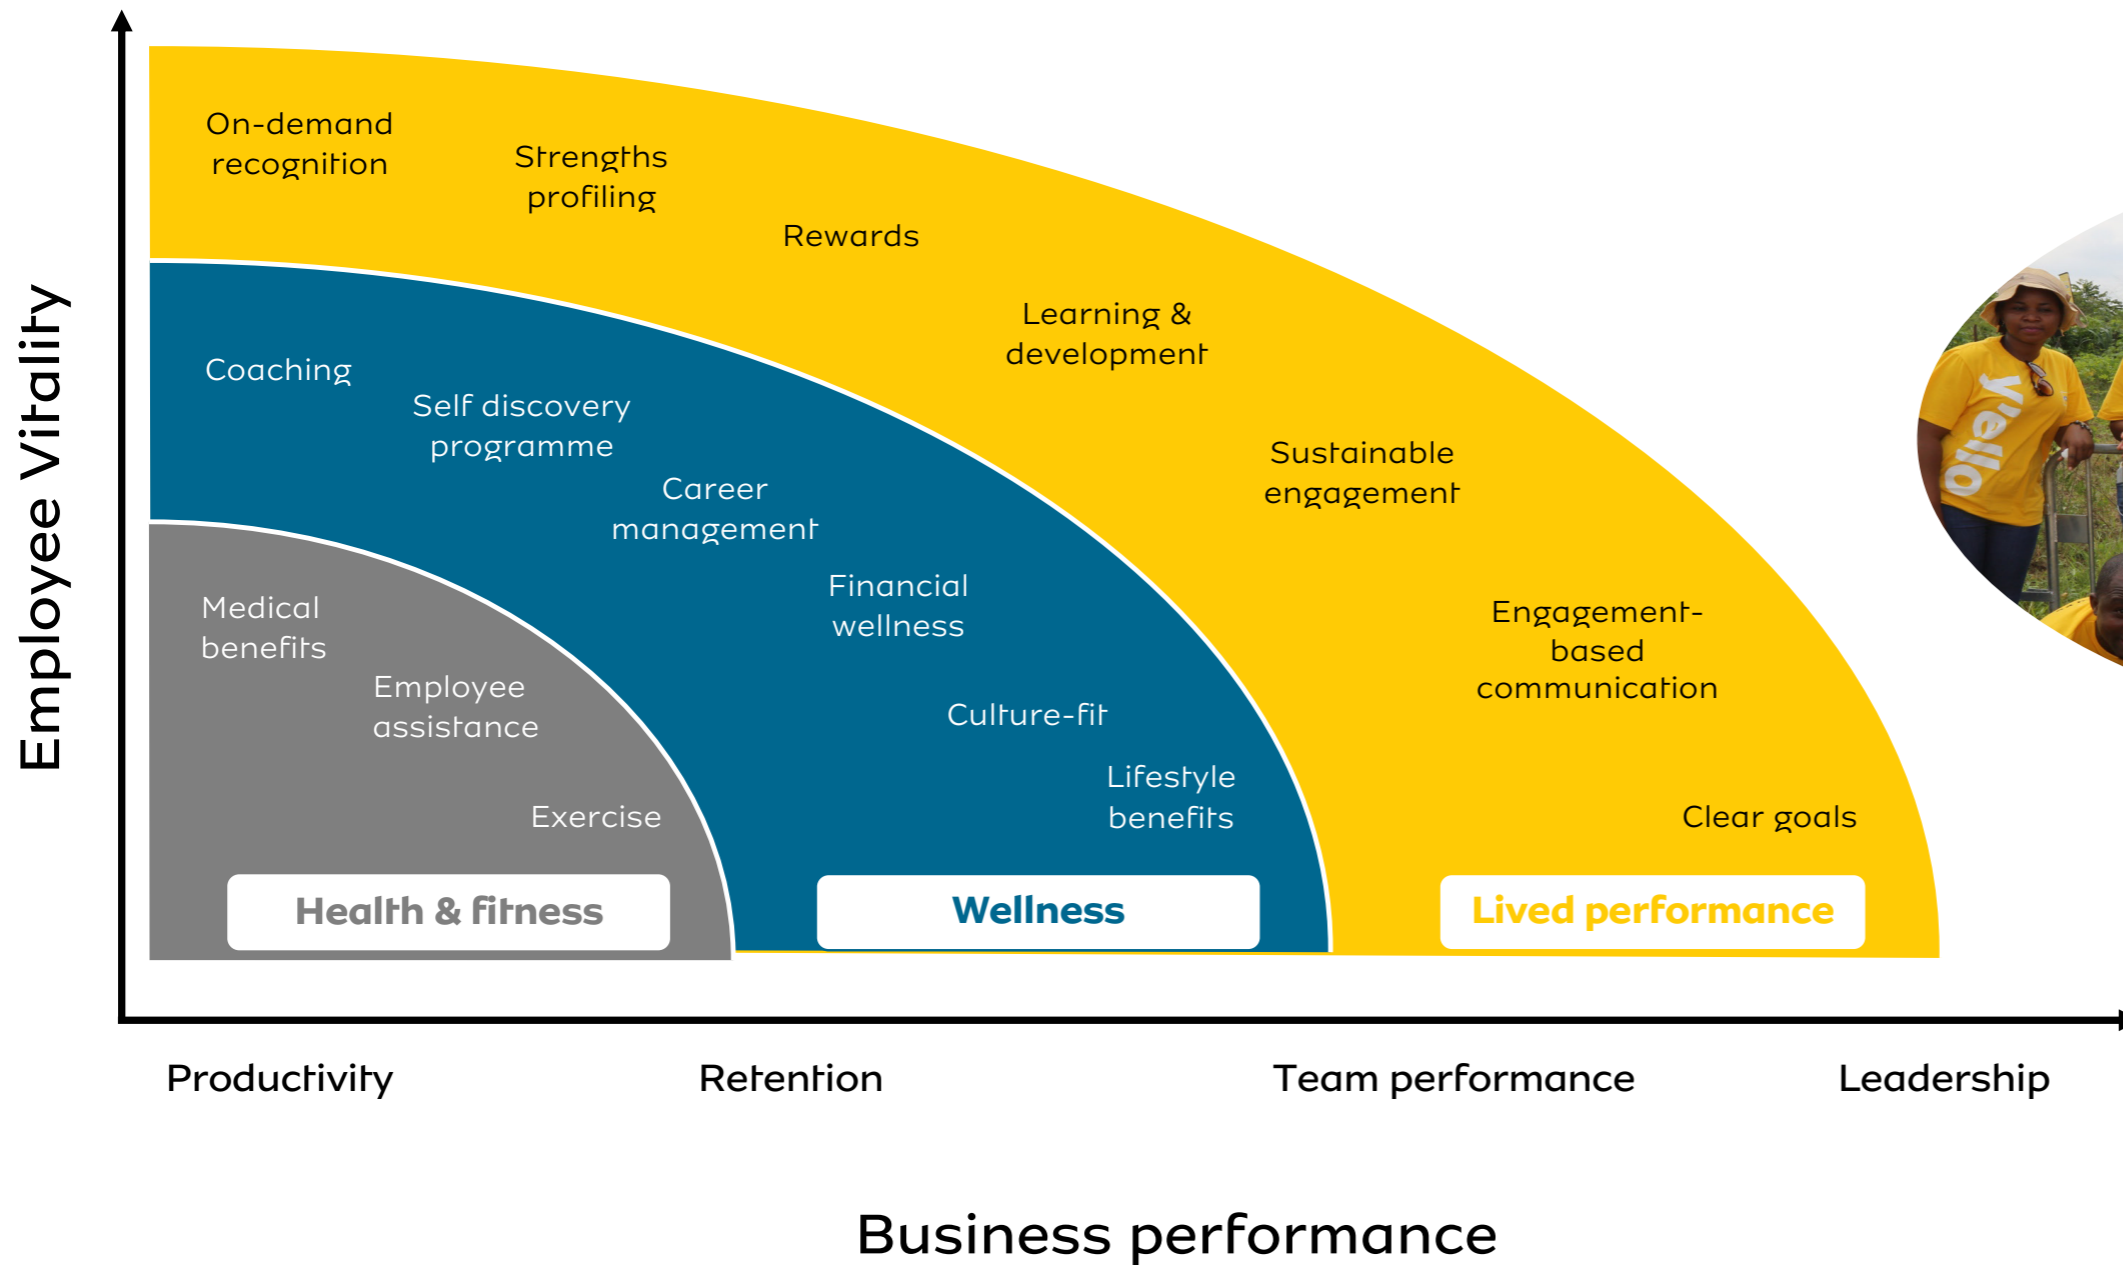 Employee Vitality
On-demand
recognition
Strengths
profiling
Rewards
Learning &
development
Sustainable
engagement
Engagement-
based
communication
Clear goals
Coaching
Self discovery
programme
Career
management
Financial
wellness
Culture-fit
Lifestyle
benefits
Medical
benefits
Employee
assistance
Exercise
Health & fitness
Wellness
Lived performance
y'ello
Productivity
Retention
Team performance
Leadership
Business performance